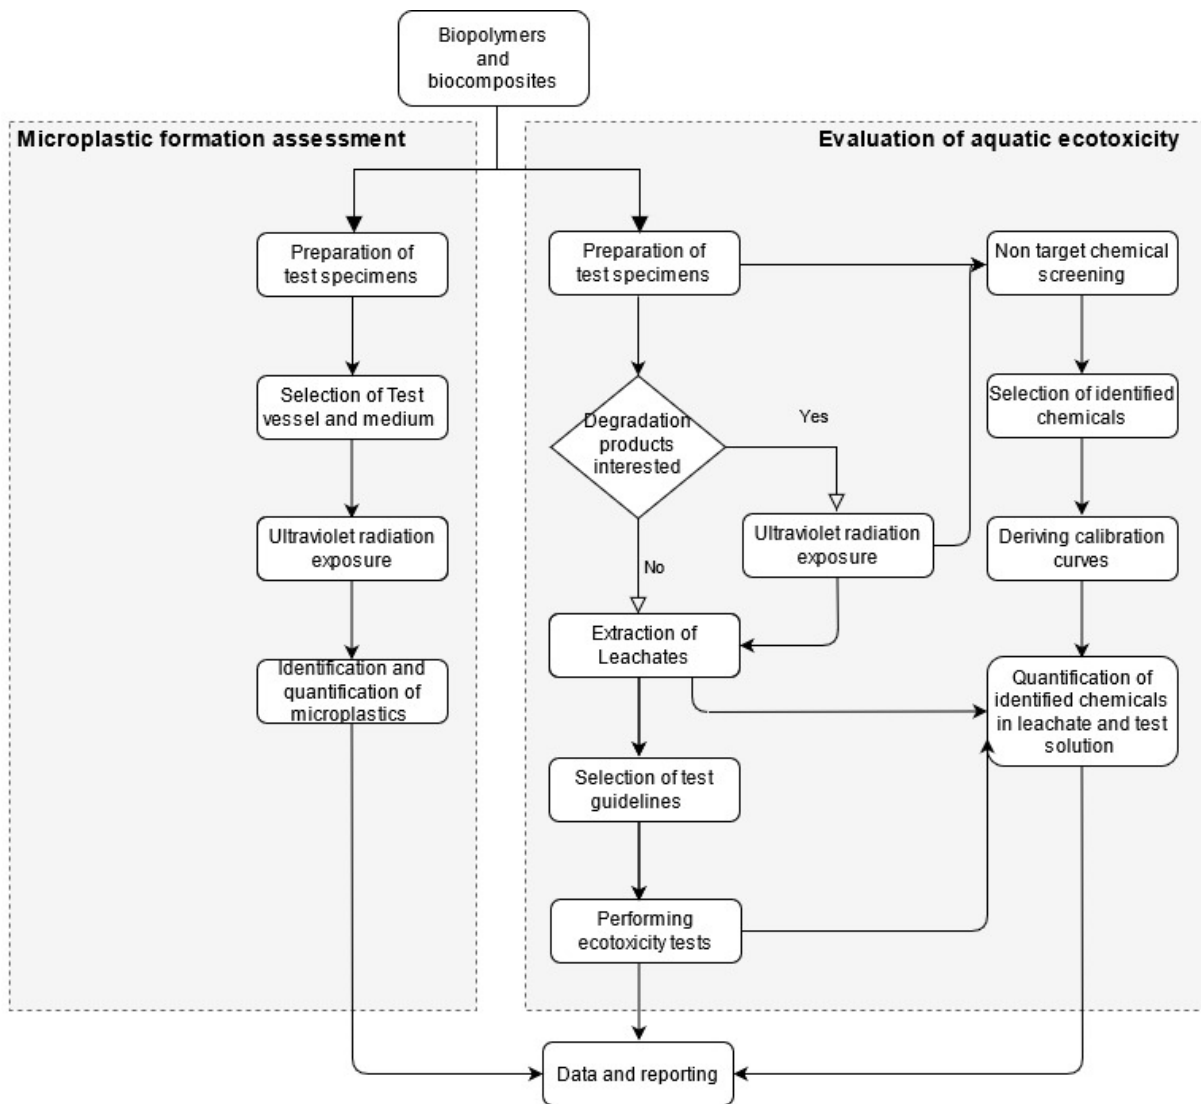 Biopolymers
and
biocomposites
Microplastic formation assessment
Evaluation of aquatic ecotoxicity
Preparation of
test specimens
Selection of Test
vessel and medium
Ultraviolet radiation
exposure
Identification and
quantification of
microplastics
Preparation of
test specimens
Degradation
products
interested
Yes
No
Ultraviolet radiation
exposure
Extraction of
Leachates
Selection of test
guidelines
Performing
ecotoxicity tests
Non target chemical
screening
Selection of identified
chemicals
Deriving calibration
curves
Quantification of
identified chemicals
in leachate and test
solution
Data and reporting